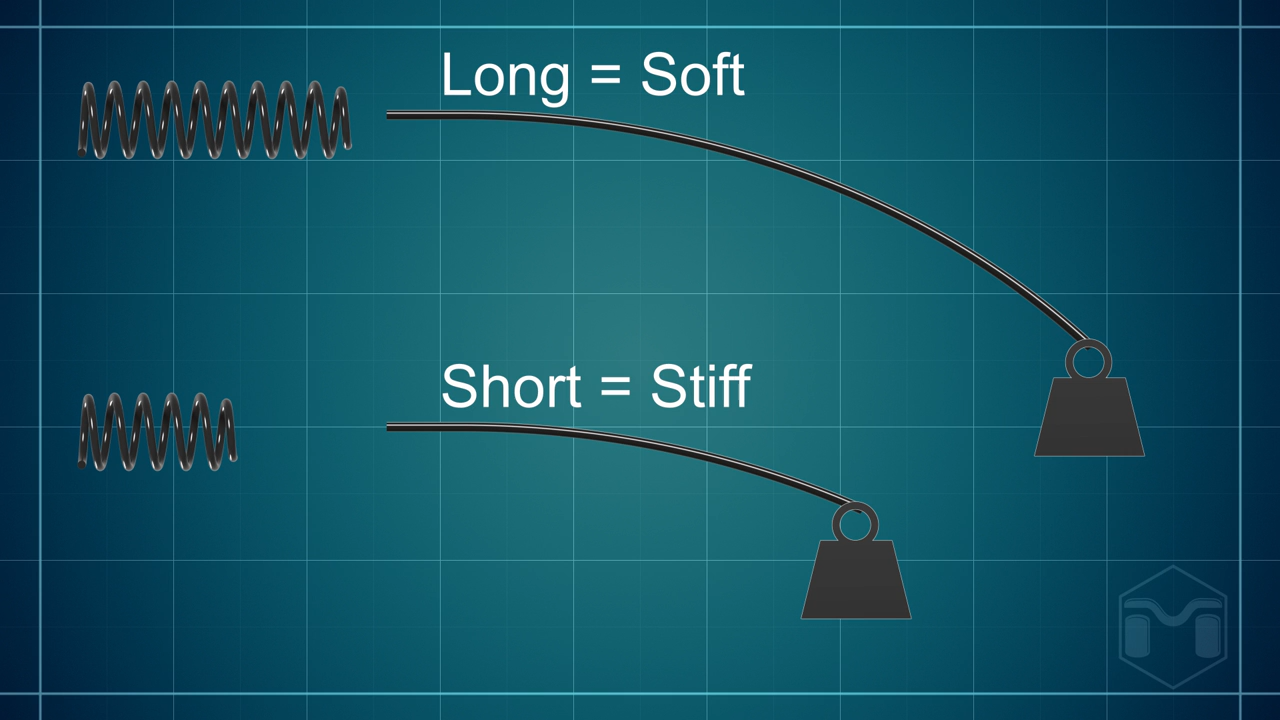 Long = Soft
Short = Stiff